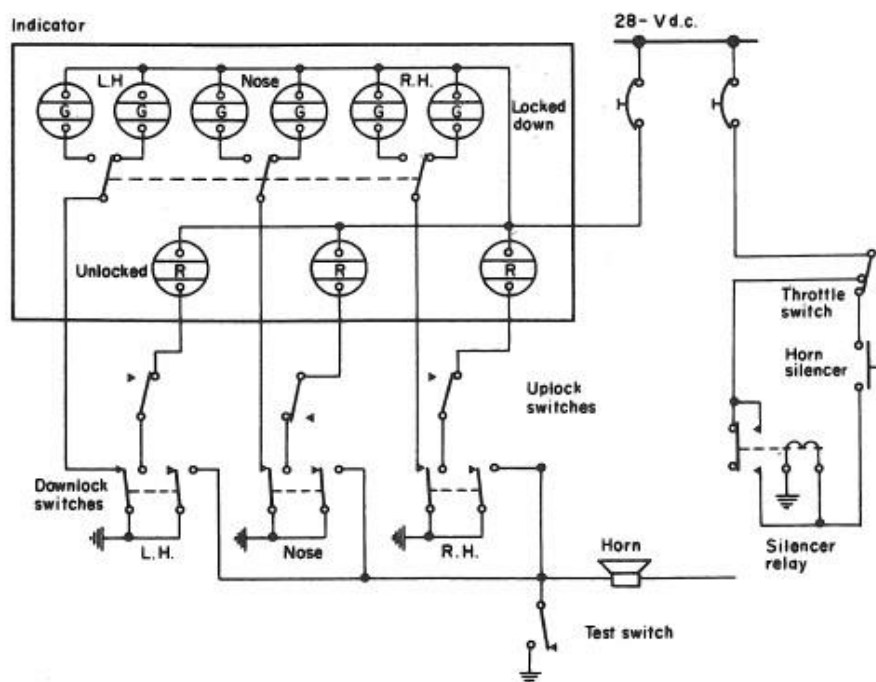 Indicator
28-V d.c.
L.H
Nose
R.H.
G
G
G
G
G
G
Locked
down
Unlocked
R
R
R
Throttle
switch
Horn
silencer
Uplock
switches
Downlock
switches
L.H.
Nose
R.H.
Horn
Silencer
relay
Test switch